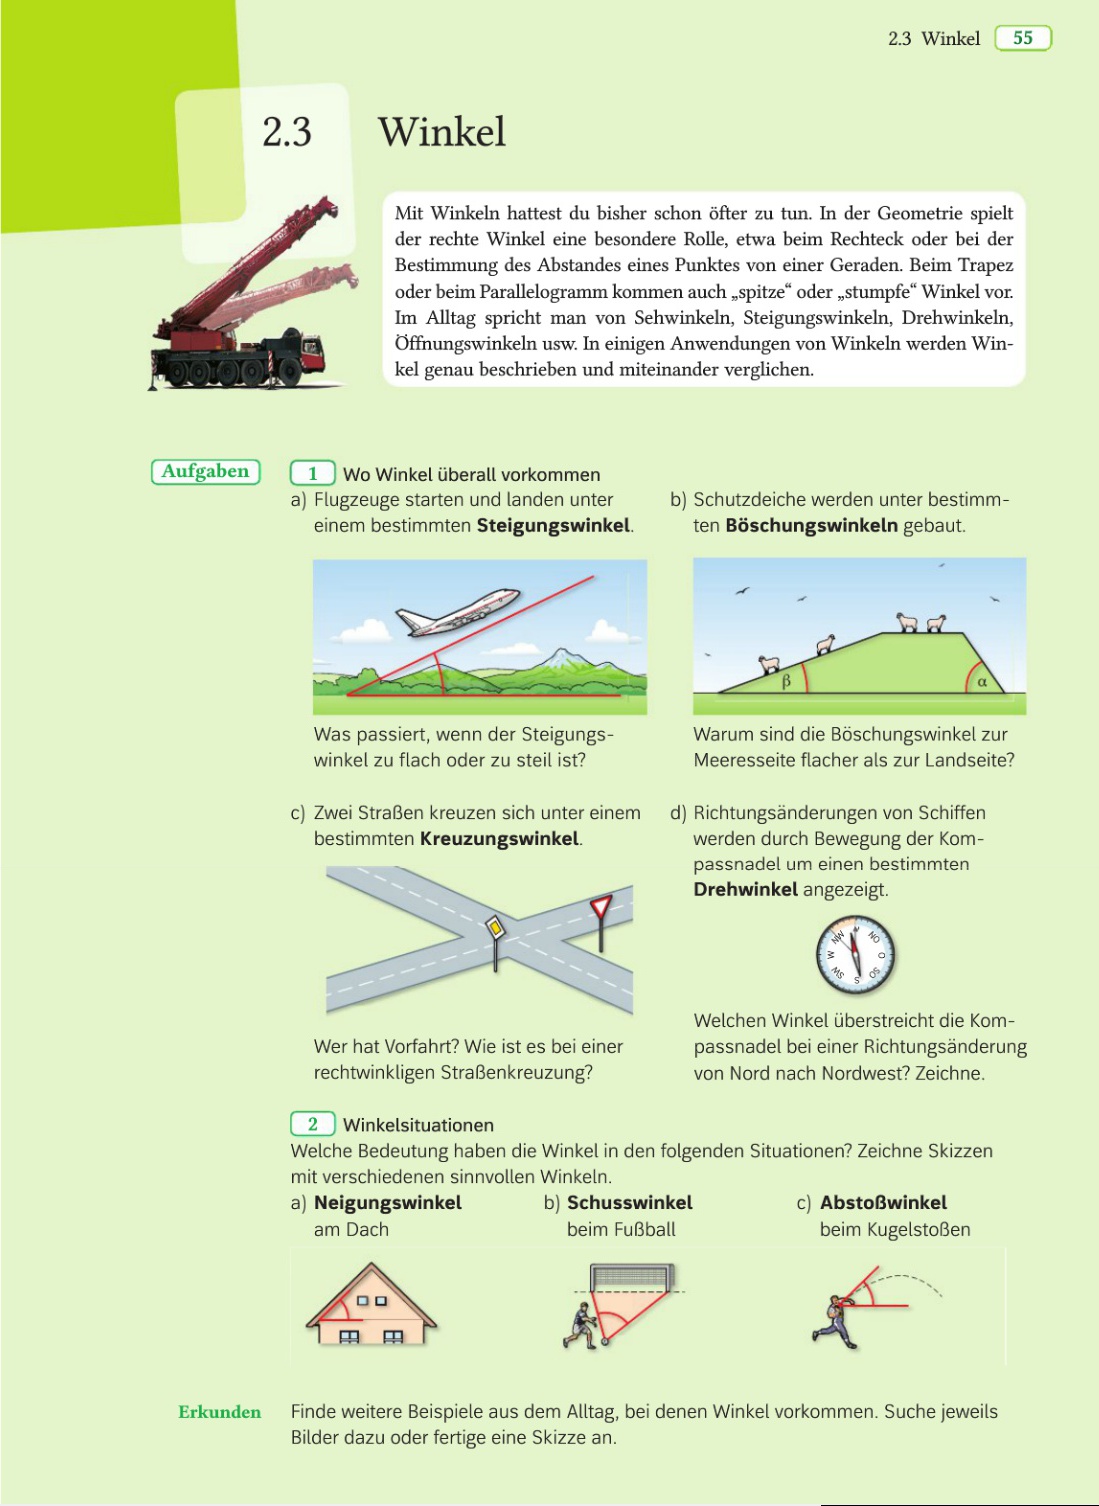 2.3 Winkel 55
2.3 Winkel
Mit Winkeln hattest du bisher schon öfter zu tun. In der Geometrie spielt
der rechte Winkel eine besondere Rolle, etwa beim Rechteck oder bei der
Bestimmung des Abstandes eines Punktes von einer Geraden. Beim Trapez
oder beim Parallelogramm kommen auch „spitze“ oder „stumpfe“ Winkel vor.
Im Alltag spricht man von Sehwinkeln, Steigungswinkeln, Drehwinkeln,
Öffnungswinkeln usw. In einigen Anwendungen von Winkeln werden Win-
kel genau beschrieben und miteinander verglichen.
Aufgaben
1 Wo Winkel überall vorkommen
a) Flugzeuge starten und landen unter
einem bestimmten Steigungswinkel.
Was passiert, wenn der Steigungs-
winkel zu flach oder zu steil ist?
b) Schutzdeiche werden unter bestimm-
ten Böschungswinkeln gebaut.
β α
Warum sind die Böschungswinkel zur
Meeresseite flacher als zur Landseite?
c) Zwei Straßen kreuzen sich unter einem
bestimmten Kreuzungswinkel.
Wer hat Vorfahrt? Wie ist es bei einer
rechtwinkligen Straßenkreuzung?
d) Richtungsänderungen von Schiffen
werden durch Bewegung der Kom-
passnadel um einen bestimmten
Drehwinkel angezeigt.
NW N NO
W O
SW S SO
Welchen Winkel überstreicht die Kom-
passnadel bei einer Richtungsänderung
von Nord nach Nordwest? Zeichne.
2 Winkelsituationen
Welche Bedeutung haben die Winkel in den folgenden Situationen? Zeichne Skizzen
mit verschiedenen sinnvollen Winkeln.
a) Neigungswinkel
am Dach
b) Schusswinkel
beim Fußball
c) Abstoßwinkel
beim Kugelstoßen
Erkunden
Finde weitere Beispiele aus dem Alltag, bei denen Winkel vorkommen. Suche jeweils
Bilder dazu oder fertige eine Skizze an.